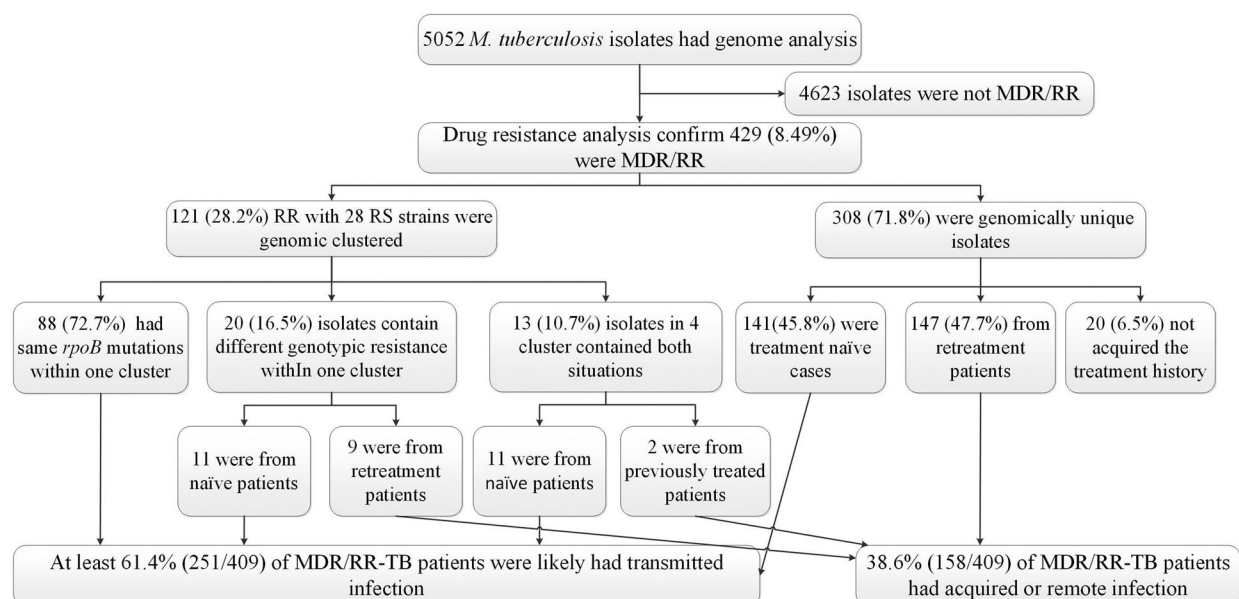 5052 M. tuberculosis isolates had genome analysis
4623 isolates were not MDR/RR
Drug resistance analysis confirm 429 (8.49%)
were MDR/RR
121 (28.2%) RR with 28 RS strains were
genomic clustered
308 (71.8%) were genomically unique
isolates
88 (72.7%) had
same rpoB mutations
within one cluster
20 (16.5%) isolates contain
different genotypic resistance
withIn one cluster
13 (10.7%) isolates in 4
cluster contained both
situations
141(45.8%) were
treatment naïve
cases
147 (47.7%) from
retreatment
patients
20 (6.5%) not
acquired the
treatment history
11 were from
naïve patients
9 were from
retreatment
patients
11 were from
naïve patients
2 were from
previously treated
patients
At least 61.4% (251/409) of MDR/RR-TB patients were likely had transmitted
infection
38.6% (158/409) of MDR/RR-TB patients
had acquired or remote infection